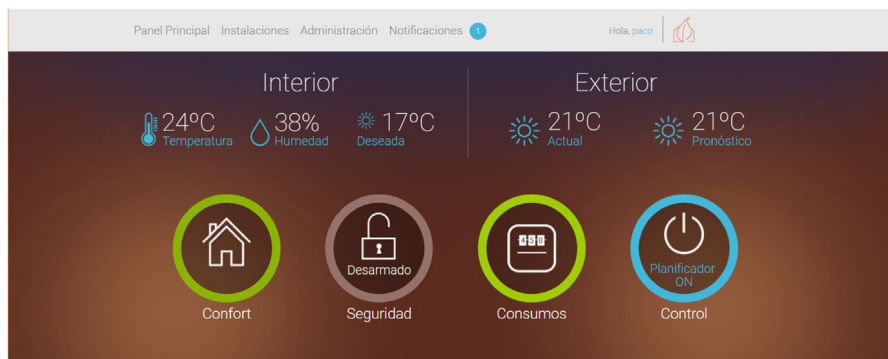 Panel Principal Instalaciones Administración Notificaciones 1 Hola, paco
Interior Exterior
24ºC 38% 17ºC 21ºC 21ºC
Temperatura Humedad Deseada Actual Pronóstico
450
Desarmado Planificador
ON
Confort Seguridad Consumos Control